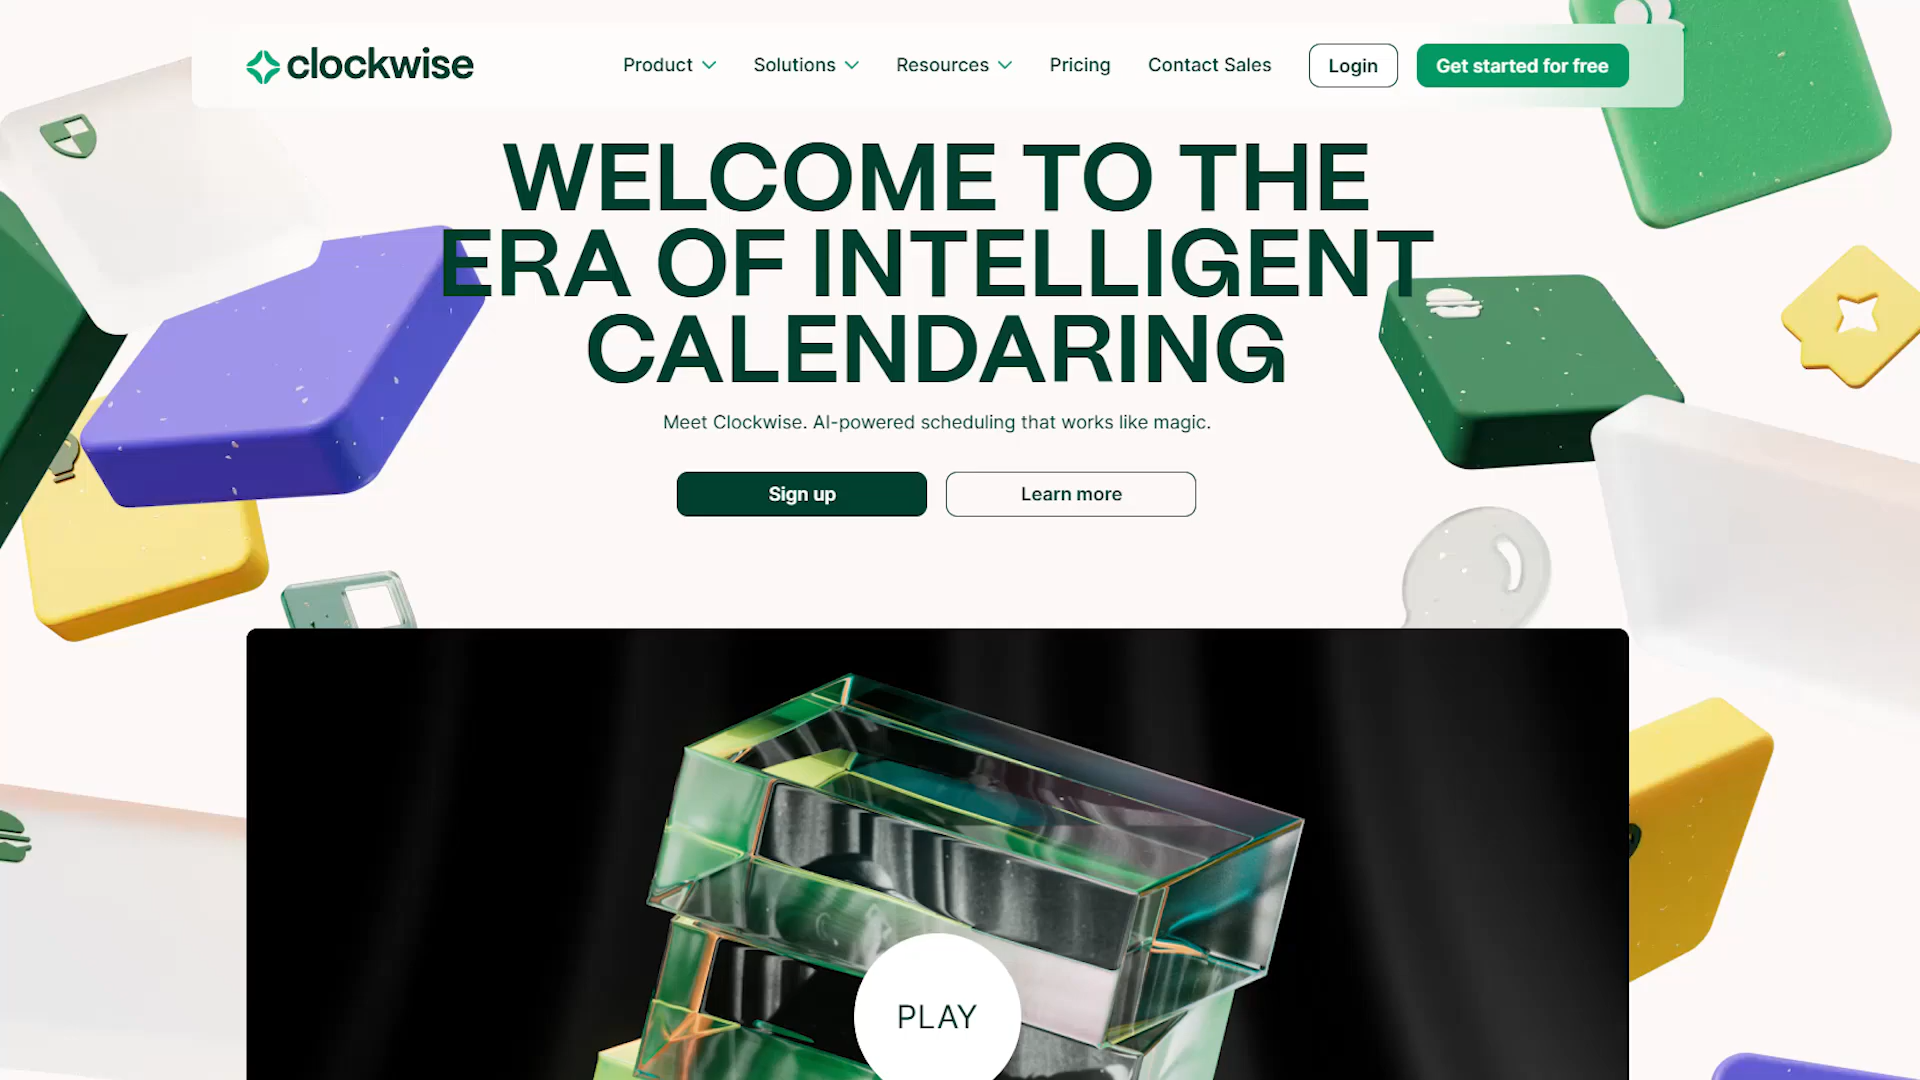 clockwise
Product
Solutions
Resources
Pricing
Contact Sales
Login
Get started for free
WELCOME TO THE
ERA OF INTELLIGENT
CALENDARING
Meet Clockwise. AI-powered scheduling that works like magic.
Sign up
Learn more
PLAY